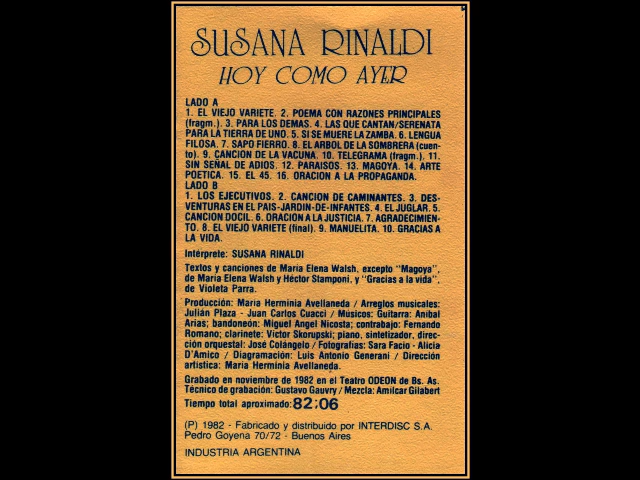 SUSANA RINALDI
HOY COMO AYER
LADO A
1. EL VIEJO VARIETE. 2. POEMA CON RAZONES PRINCIPALES
(fragm.). 3. PARA LOS DEMAS. 4. LAS QUE CANTAN/SERENATA
PARA LA TIERRA DE UNO. 5. SI SE MUERE LA ZAMBA. 6. LENGUA
FILOSA. 7. SAPO FIERRO. 8. EL ARBOL DE LA SOMBRERA (cuen-
to). 9. CANCION DE LA VACUNA. 10. TELEGRAMA (fragm.). 11.
SIN SEÑAL DE ADIOS. 12. PARAISOS. 13. MAGOYA. 14. ARTE
POETICA. 15. EL 45. 16. ORACION A LA PROPAGANDA.
LADO B
1. LOS EJECUTIVOS. 2. CANCION DE CAMINANTES. 3. DES-
VENTURAS EN EL PAIS-JARDIN-DE-INFANTES. 4. EL JUGLAR. 5.
CANCION DOCIL. 6. ORACION A LA JUSTICIA. 7. AGRADECIMIEN-
TO. 8. EL VIEJO VARIETE (final). 9. MANUELITA. 10. GRACIAS A
LA VIDA.
Intérprete: SUSANA RINALDI
Textos y canciones de María Elena Walsh, excepto "Magoya",
de María Elena Walsh y Héctor Stamponi, y "Gracias a la vida",
de Violeta Parra.
Producción: María Herminia Avellaneda / Arreglos musicales:
Julián Plaza - Juan Carlos Cuacci / Músicos: Guitarra: Aníbal
Arias; bandoneón: Miguel Angel Nicosta; contrabajo: Fernando
Romano; clarinete: Víctor Skorupski; piano, sintetizador, direc-
ción orquestal: José Colángelo / Fotografías: Sara Facio - Alicia
D'Amico / Diagramación: Luis Antonio Generani / Dirección
artística: María Herminia Avellaneda.
Grabado en noviembre de 1982 en el Teatro ODEON de Bs. As.
Técnico de grabación: Gustavo Gauvry / Mezcla: Amílcar Gilabert
Tiempo total aproximado: 82:06
(P) 1982 - Fabricado y distribuido por INTERDISC S.A.
Pedro Goyena 70/72 - Buenos Aires
INDUSTRIA ARGENTINA